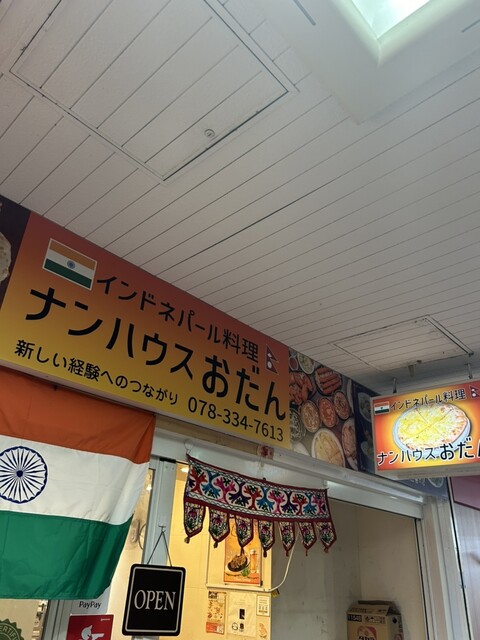 インドネパール料理
ナンハウスおだん
新しい経験へのつながり 078-334-7613
インドネパール料理
ナンハウスおだん
OPEN
PayPay